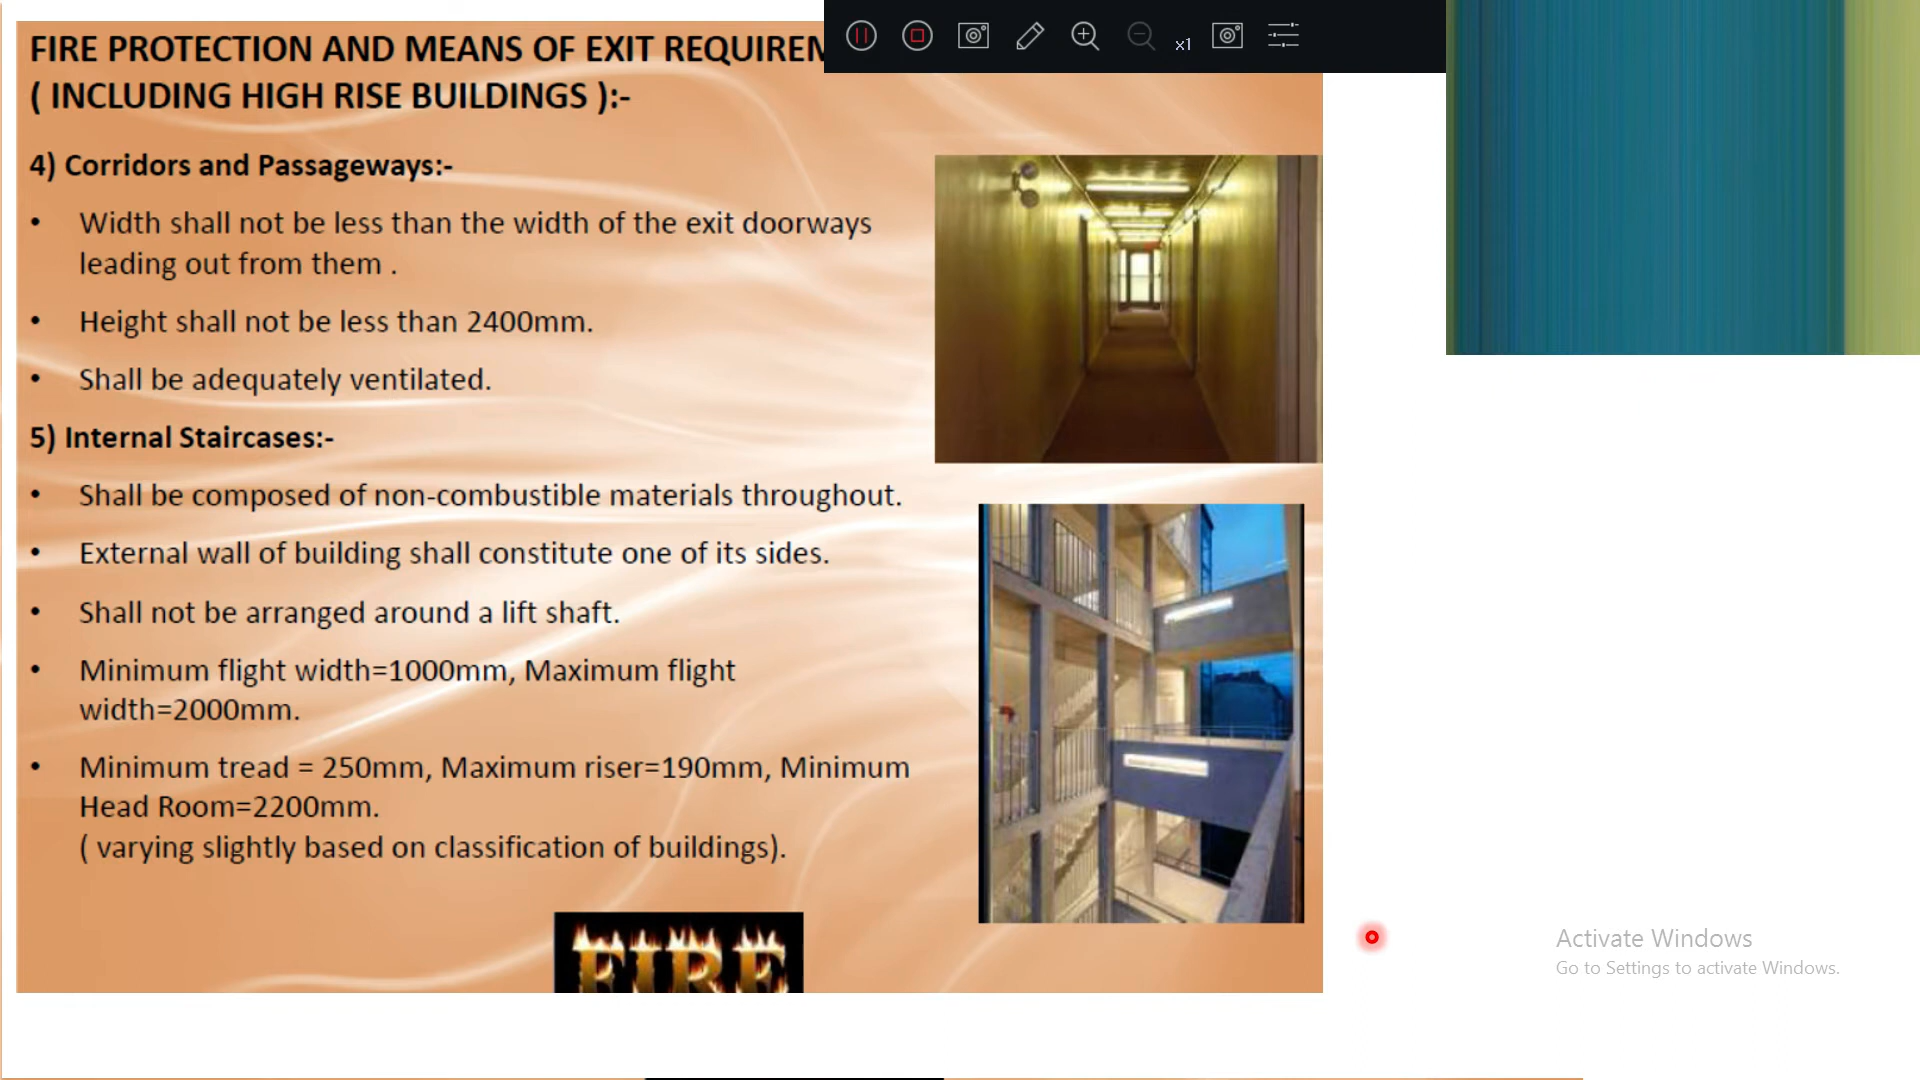 FIRE PROTECTION AND MEANS OF EXIT
( INCLUDING HIGH RISE BUILDINGS ):-
x1
4) Corridors and Passageways:-
• Width shall not be less than the width of the exit doorways
leading out from them .
• Height shall not be less than 2400mm.
• Shall be adequately ventilated.
5) Internal Staircases:-
• Shall be composed of non-combustible materials throughout.
• External wall of building shall constitute one of its sides.
• Shall not be arranged around a lift shaft.
• Minimum flight width=1000mm, Maximum flight
width=2000mm.
• Minimum tread = 250mm, Maximum riser=190mm, Minimum
Head Room=2200mm.
( varying slightly based on classification of buildings).
FIRE
Activate Windows
Go to Settings to activate Windows.